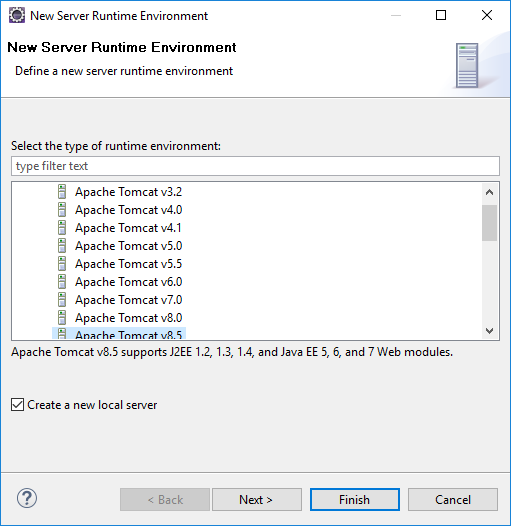 New Server Runtime Environment
New Server Runtime Environment
Define a new server runtime environment
Select the type of runtime environment:
type filter text
Apache Tomcat v3.2
Apache Tomcat v4.0
Apache Tomcat v4.1
Apache Tomcat v5.0
Apache Tomcat v5.5
Apache Tomcat v6.0
Apache Tomcat v7.0
Apache Tomcat v8.0
Apache Tomcat v8.5
Apache Tomcat v8.5 supports J2EE 1.2, 1.3, 1.4, and Java EE 5, 6, and 7 Web modules.
Create a new local server
? < Back Next > Finish Cancel